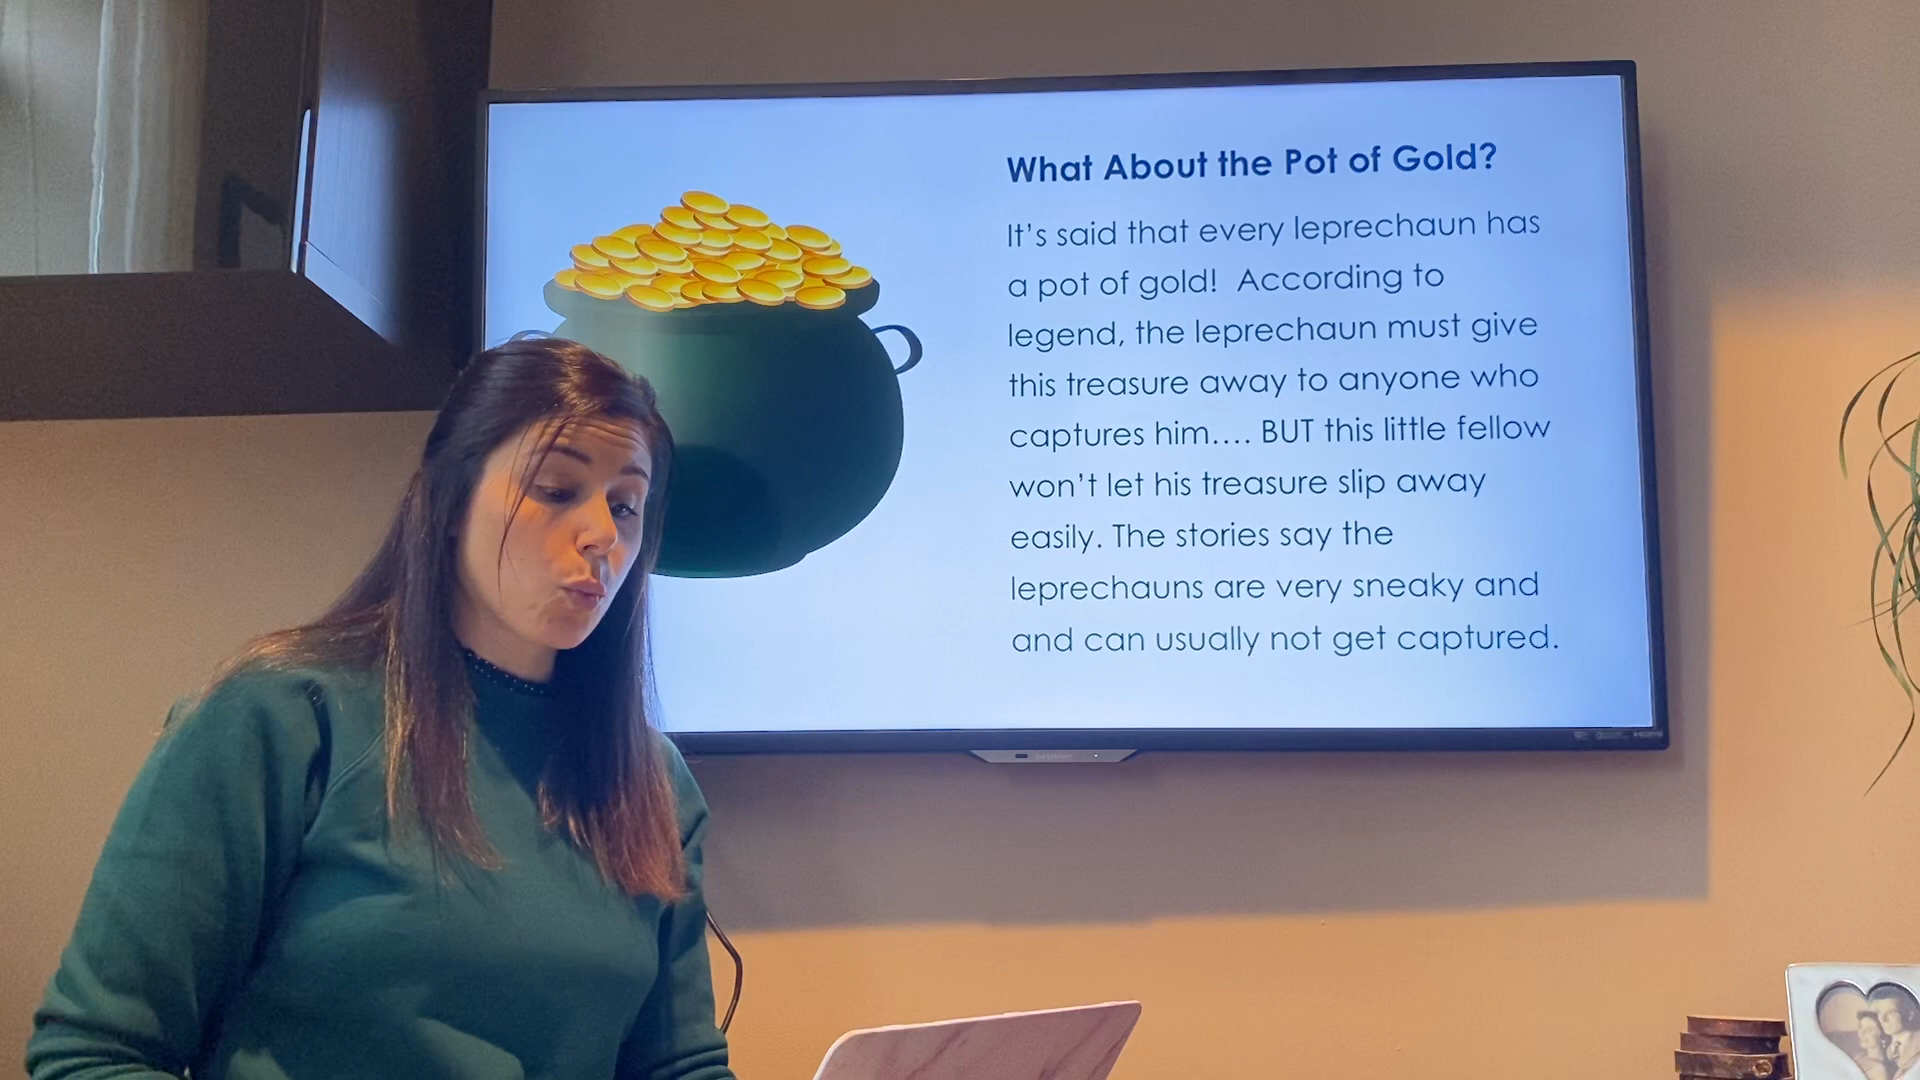 What About the Pot of Gold?
It's said that every leprechaun has
a pot of gold!  According to
legend, the leprechaun must give
this treasure away to anyone who
captures him.... BUT this little fellow
won't let his treasure slip away
easily. The stories say the
leprechauns are very sneaky and
and can usually not get captured.